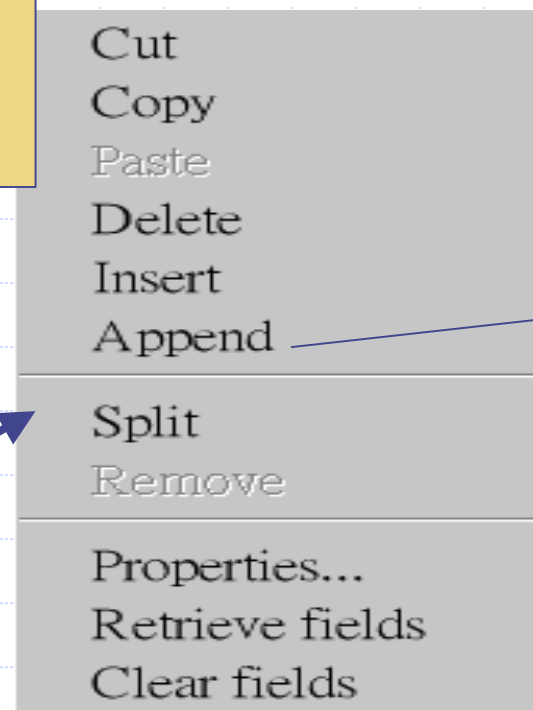 Cut
Copy
Paste
Delete
Insert
Append
Split
Remove
Properties...
Retrieve fields
Clear fields